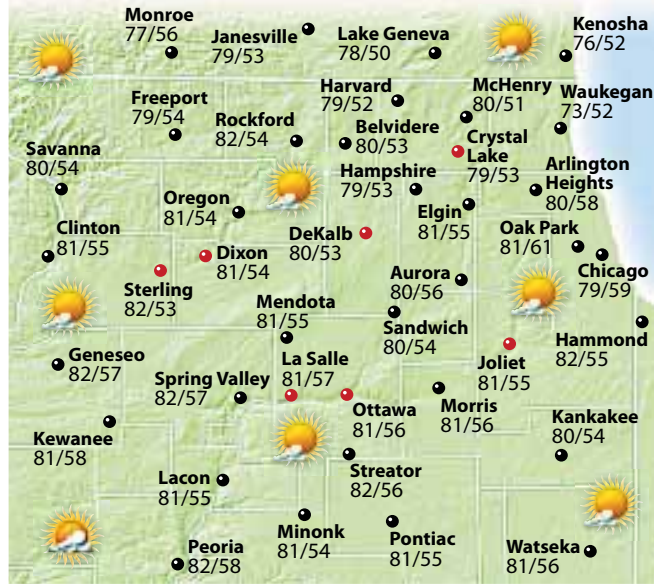 Monroe
77/56
Janesville
79/53
Lake Geneva
78/50
Kenosha
76/52
Harvard
79/52
McHenry
80/51
Waukegan
73/52
Freeport
79/54
Rockford
82/54
Belvidere
80/53
Crystal
Lake
79/53
Savanna
80/54
Hampshire
79/53
Arlington
Heights
80/58
Oregon
81/54
Elgin
81/55
Clinton
81/55
DeKalb
80/53
Oak Park
81/61
Dixon
81/54
Chicago
79/59
Sterling
82/53
Aurora
80/56
Mendota
81/55
Sandwich
80/54
Hammond
82/55
Geneseo
82/57
La Salle
81/57
Joliet
81/55
Spring Valley
82/57
Ottawa
81/56
Morris
81/56
Kankakee
80/54
Kewanee
81/58
Streator
82/56
Lacon
81/55
Minonk
81/54
Pontiac
81/55
Peoria
82/58
Watseka
81/56